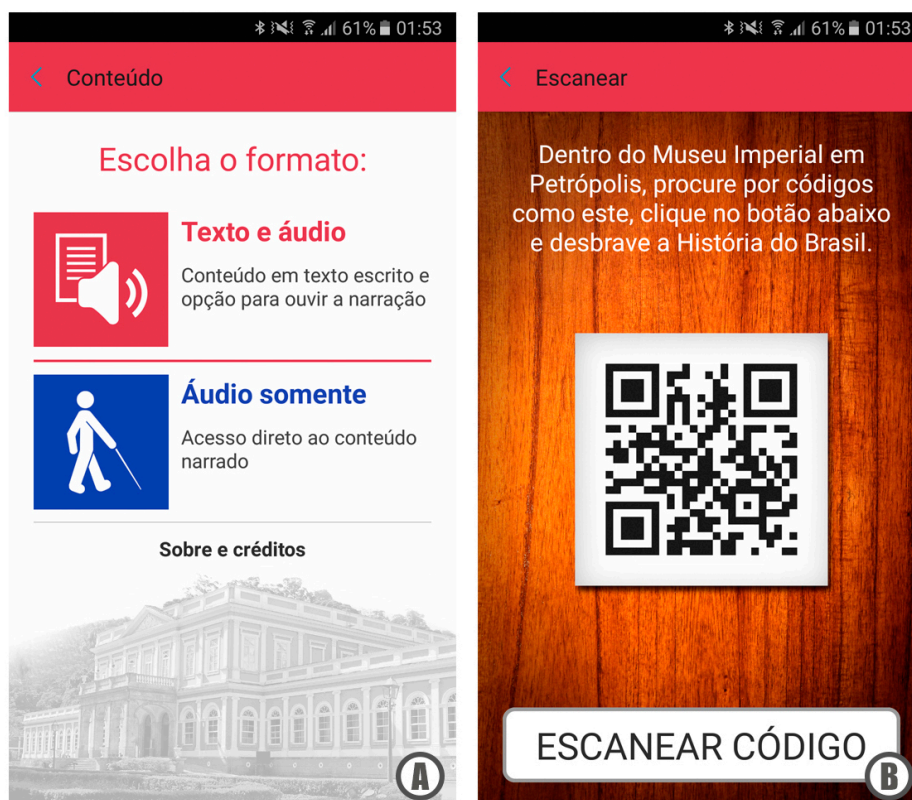 61% 01:53
Conteúdo
Escolha o formato:
Texto e áudio
Conteúdo em texto escrito e
opção para ouvir a narração
Áudio somente
Acesso direto ao conteúdo
narrado
Sobre e créditos
A
61% 01:53
Escanear
Dentro do Museu Imperial em
Petrópolis, procure por códigos
como este, clique no botão abaixo
e desbrave a História do Brasil.
ESCANEAR CÓDIGO
B